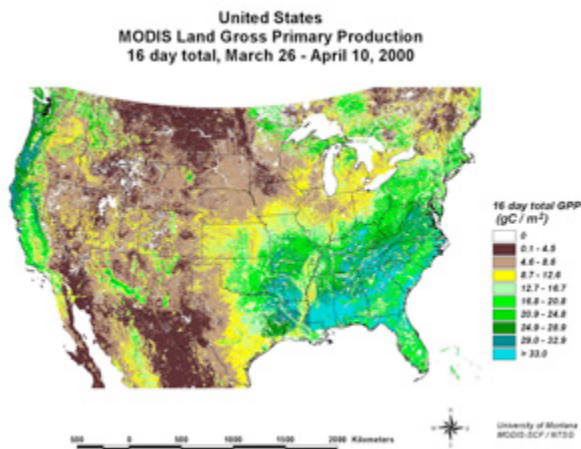 United States
MODIS Land Gross Primary Production
16 day total, March 26 - April 10, 2000
16 day total GPP
(gC / m²)
0
0.1 - 4.5
4.6 - 8.6
8.7 - 12.6
12.7 - 16.7
16.8 - 20.8
20.9 - 24.8
24.9 - 28.9
29.0 - 32.9
> 33.0
University of Montana
MODIS-SCF / NTSG
500 0 500 1000 1500 2000 Kilometers